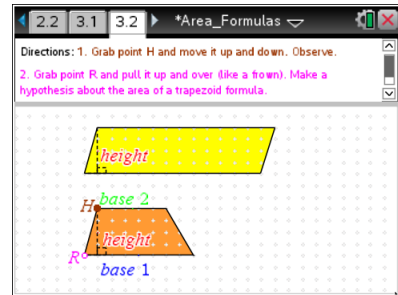 2.2 3.1 3.2 *Area_Formulas
Directions: 1. Grab point H and move it up and down. Observe.
2. Grab point R and pull it up and over (like a frown). Make a
hypothesis about the area of a trapezoid formula.
height
H base 2
height
R
base 1